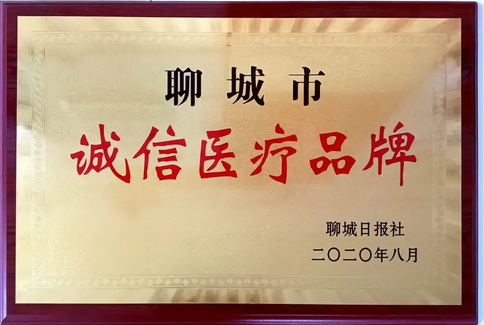 聊城市
诚信医疗品牌
聊城日报社
二〇二〇年八月